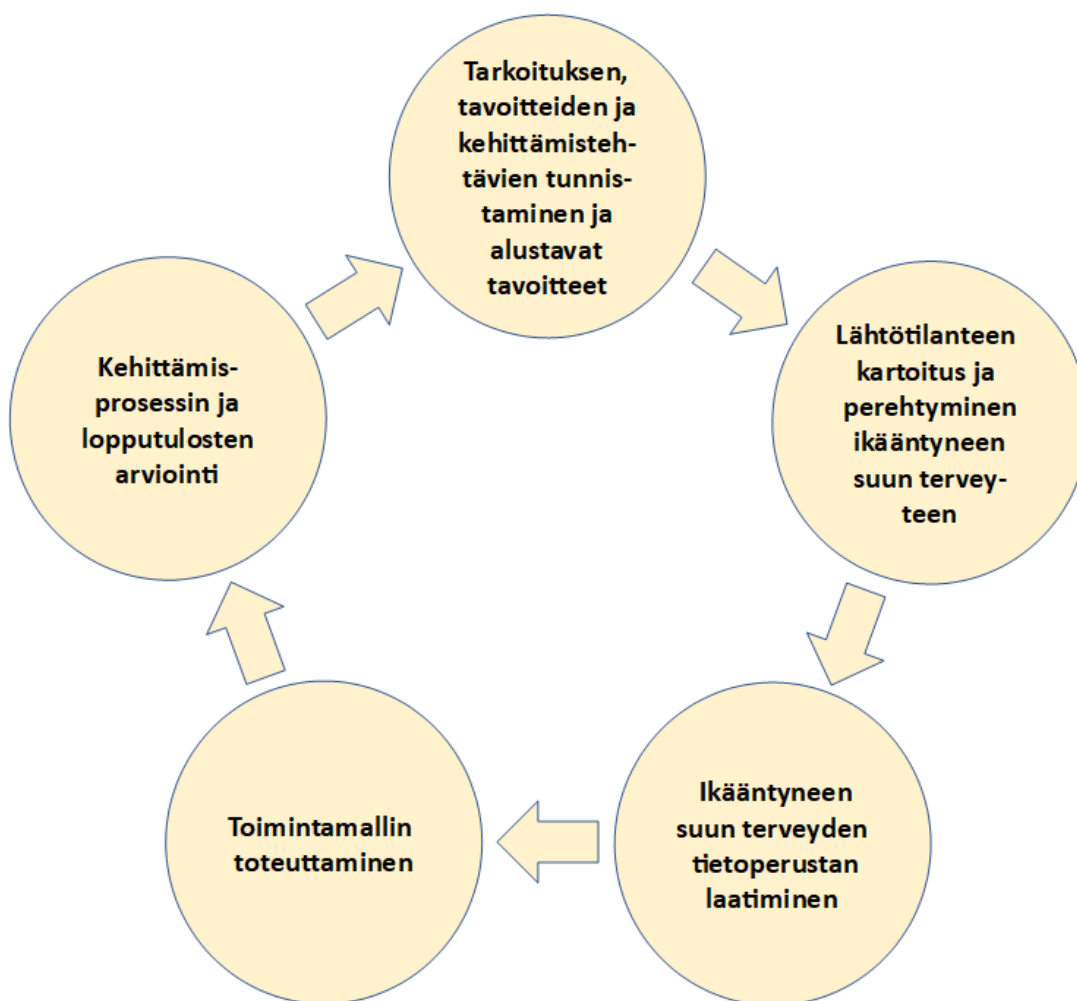 Tarkoituksen,
tavoitteiden ja
kehittämisteh-
tävien tunnis-
taminen ja
alustavat
tavoitteet
Lähtötilanteen
kartoitus ja
perehtyminen
ikääntyneen
suun tervey-
teen
Ikääntyneen
suun terveyden
tietoperustan
laatiminen
Toimintamallin
toteuttaminen
Kehittämis-
prosessin ja
lopputulosten
arviointi